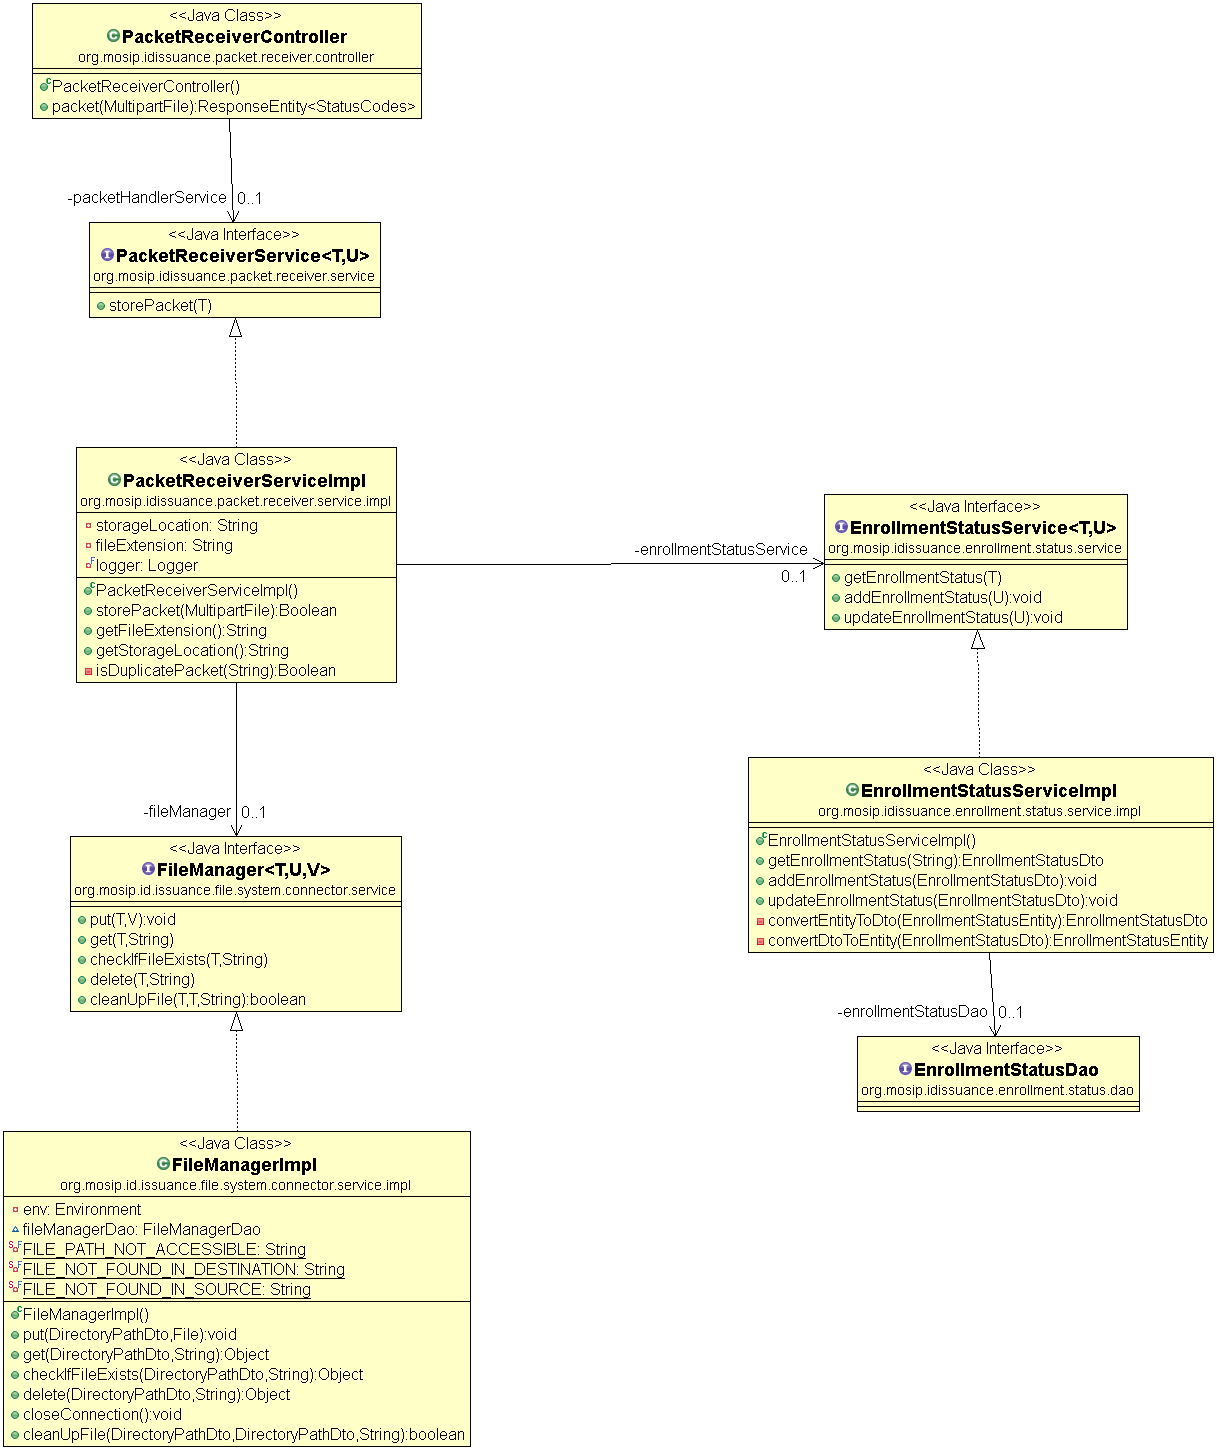 <<Java Class>>
PacketReceiverController
org.mosip.idissuance.packet.receiver.controller
PacketReceiverController()
packet(MultipartFile):ResponseEntity<StatusCodes>
-packetHandlerService 0..1
<<Java Interface>>
PacketReceiverService<T,U>
org.mosip.idissuance.packet.receiver.service
storePacket(T)
<<Java Class>>
PacketReceiverServiceImpl
org.mosip.idissuance.packet.receiver.service.impl
storageLocation: String
fileExtension: String
logger: Logger
PacketReceiverServiceImpl()
storePacket(MultipartFile):Boolean
getFileExtension():String
getStorageLocation():String
isDuplicatePacket(String):Boolean
-enrollmentStatusService
0..1
<<Java Interface>>
EnrollmentStatusService<T,U>
org.mosip.idissuance.enrollment.status.service
getEnrollmentStatus(T)
addEnrollmentStatus(U):void
updateEnrollmentStatus(U):void
-fileManager 0..1
<<Java Interface>>
FileManager<T,U,V>
org.mosip.id.issuance.file.system.connector.service
put(T,V):void
get(T,String)
checkIfFileExists(T,String)
delete(T,String)
cleanUpFile(T,T,String):boolean
<<Java Class>>
EnrollmentStatusServiceImpl
org.mosip.idissuance.enrollment.status.service.impl
EnrollmentStatusServiceImpl()
getEnrollmentStatus(String):EnrollmentStatusDto
addEnrollmentStatus(EnrollmentStatusDto):void
updateEnrollmentStatus(EnrollmentStatusDto):void
convertEntityToDto(EnrollmentStatusEntity):EnrollmentStatusDto
convertDtoToEntity(EnrollmentStatusDto):EnrollmentStatusEntity
-enrollmentStatusDao 0..1
<<Java Interface>>
EnrollmentStatusDao
org.mosip.idissuance.enrollment.status.dao
<<Java Class>>
FileManagerImpl
org.mosip.id.issuance.file.system.connector.service.impl
env: Environment
fileManagerDao: FileManagerDao
FILE_PATH_NOT_ACCESSIBLE: String
FILE_NOT_FOUND_IN_DESTINATION: String
FILE_NOT_FOUND_IN_SOURCE: String
FileManagerImpl()
put(DirectoryPathDto,File):void
get(DirectoryPathDto,String):Object
checkIfFileExists(DirectoryPathDto,String):Object
delete(DirectoryPathDto,String):Object
closeConnection():void
cleanUpFile(DirectoryPathDto,DirectoryPathDto,String):boolean